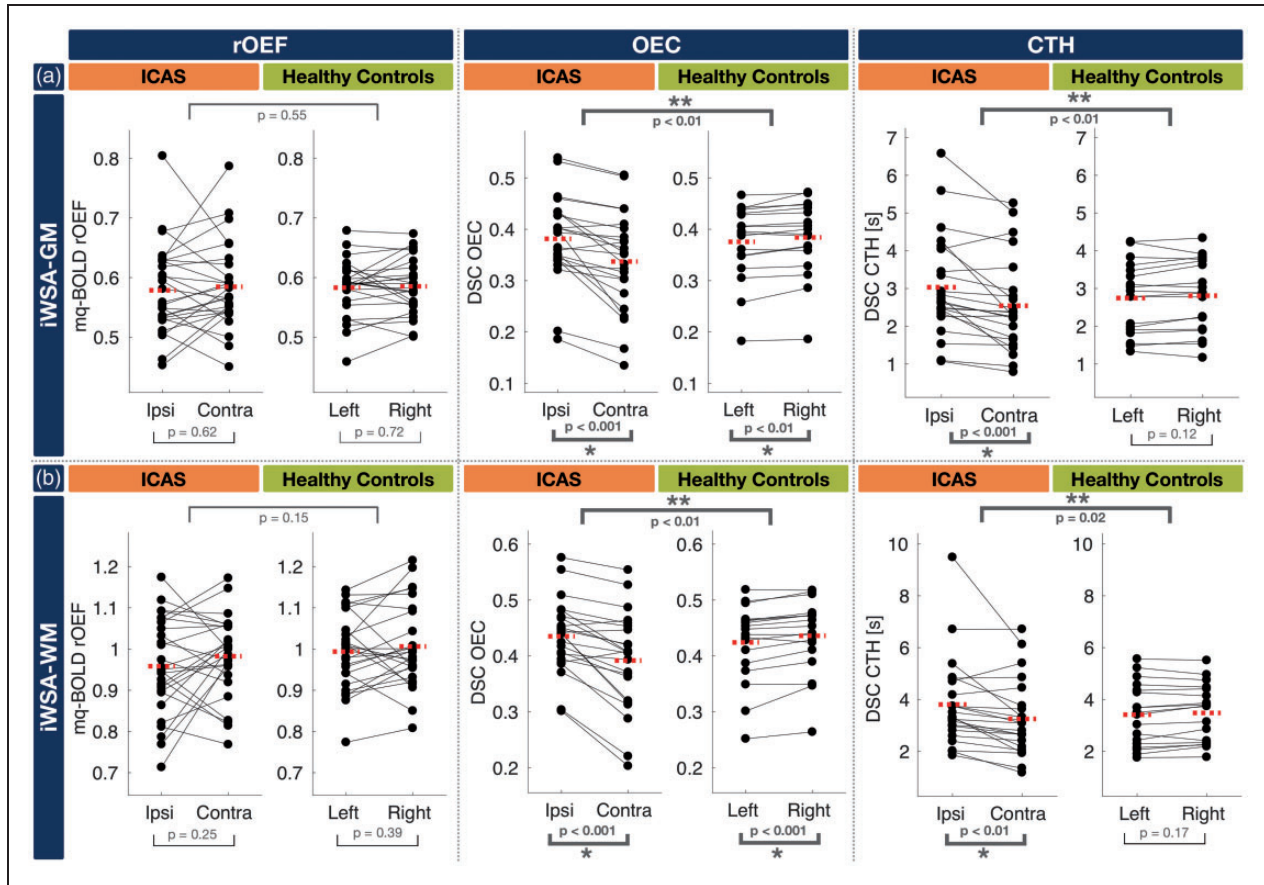 rOEF OEC CTH
(a) ICAS Healthy Controls ICAS Healthy Controls ICAS Healthy Controls
iWSA-GM
p = 0.55
** p < 0.01
** p < 0.01
mq-BOLD rOEF
0.8 0.7 0.6 0.5
0.8 0.7 0.6 0.5
Ipsi Contra
p = 0.62
Left Right
p = 0.72
DSC OEC
0.5 0.4 0.3 0.2 0.1
0.5 0.4 0.3 0.2 0.1
Ipsi Contra
p < 0.001
*
Left Right
p < 0.01
*
DSC CTH [s]
7 6 5 4 3 2 1
7 6 5 4 3 2 1
Ipsi Contra
p < 0.001
*
Left Right
p = 0.12
(b) ICAS Healthy Controls ICAS Healthy Controls ICAS Healthy Controls
iWSA-WM
p = 0.15
** p < 0.01
** p = 0.02
mq-BOLD rOEF
1.2 1.1 1 0.9 0.8 0.7
1.2 1.1 1 0.9 0.8 0.7
Ipsi Contra
p = 0.25
Left Right
p = 0.39
DSC OEC
0.6 0.5 0.4 0.3 0.2
0.6 0.5 0.4 0.3 0.2
Ipsi Contra
p < 0.001
*
Left Right
p < 0.001
*
DSC CTH [s]
10 8 6 4 2
10 8 6 4 2
Ipsi Contra
p < 0.01
*
Left Right
p = 0.17